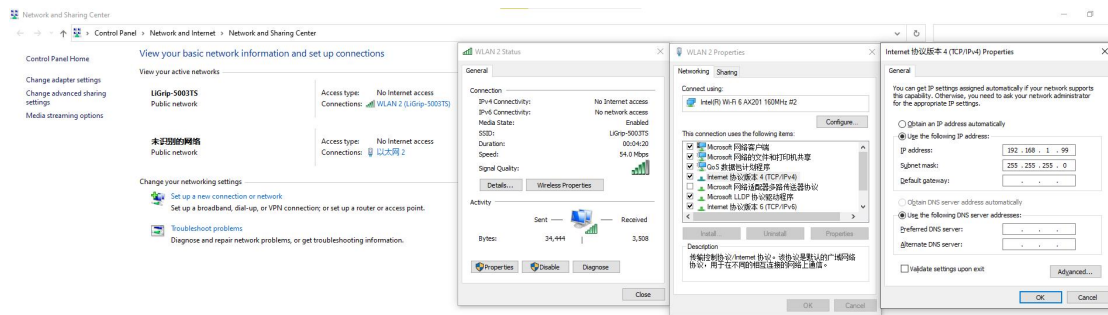 Network and Sharing Center
Control Panel > Network and Internet > Network and Sharing Center
Control Panel Home
Change adapter settings
Change advanced sharing
settings
Media streaming options
View your basic network information and set up connections
View your active networks
LiGrip-5003TS
Public network
Access type: No Internet access
Connections: WLAN 2 (LiGrip-5003TS)
未识别的网络
Public network
Access type: No Internet access
Connections: 以太网 2
Change your networking settings
Set up a new connection or network
Set up a broadband, dial-up, or VPN connection; or set up a router or access point.
Troubleshoot problems
Diagnose and repair network problems, or get troubleshooting information.
WLAN 2 Status
General
Connection
IPv4 Connectivity: No Internet access
IPv6 Connectivity: No network access
Media State: Enabled
SSID: LiGrip-5003TS
Duration: 00:04:20
Speed: 54.0 Mbps
Signal Quality:
Details... Wireless Properties
Activity
Sent Received
Bytes: 34,444 3,508
Properties Disable Diagnose
Close
WLAN 2 Properties
Networking Sharing
Connect using:
Intel(R) Wi-Fi 6 AX201 160MHz #2
Configure...
This connection uses the following items:
Microsoft 网络客户端
Microsoft 网络的文件和打印机共享
QoS 数据包计划程序
Internet 协议版本 4 (TCP/IPv4)
Microsoft 网络适配器多路传送器协议
Microsoft LLDP 协议驱动程序
Internet 协议版本 6 (TCP/IPv6)
Install... Uninstall Properties
Description
传输控制协议/Internet 协议。该协议是默认的广域网络
协议，用于在不同的相互连接的网络上通信。
OK Cancel
Internet 协议版本 4 (TCP/IPv4) Properties
General
You can get IP settings assigned automatically if your network supports
this capability. Otherwise, you need to ask your network administrator
for the appropriate IP settings.
Obtain an IP address automatically
Use the following IP address:
IP address: 192 . 168 . 1 . 99
Subnet mask: 255 . 255 . 255 . 0
Default gateway: . . .
Obtain DNS server address automatically
Use the following DNS server addresses:
Preferred DNS server: . . .
Alternate DNS server: . . .
Validate settings upon exit
Advanced...
OK Cancel